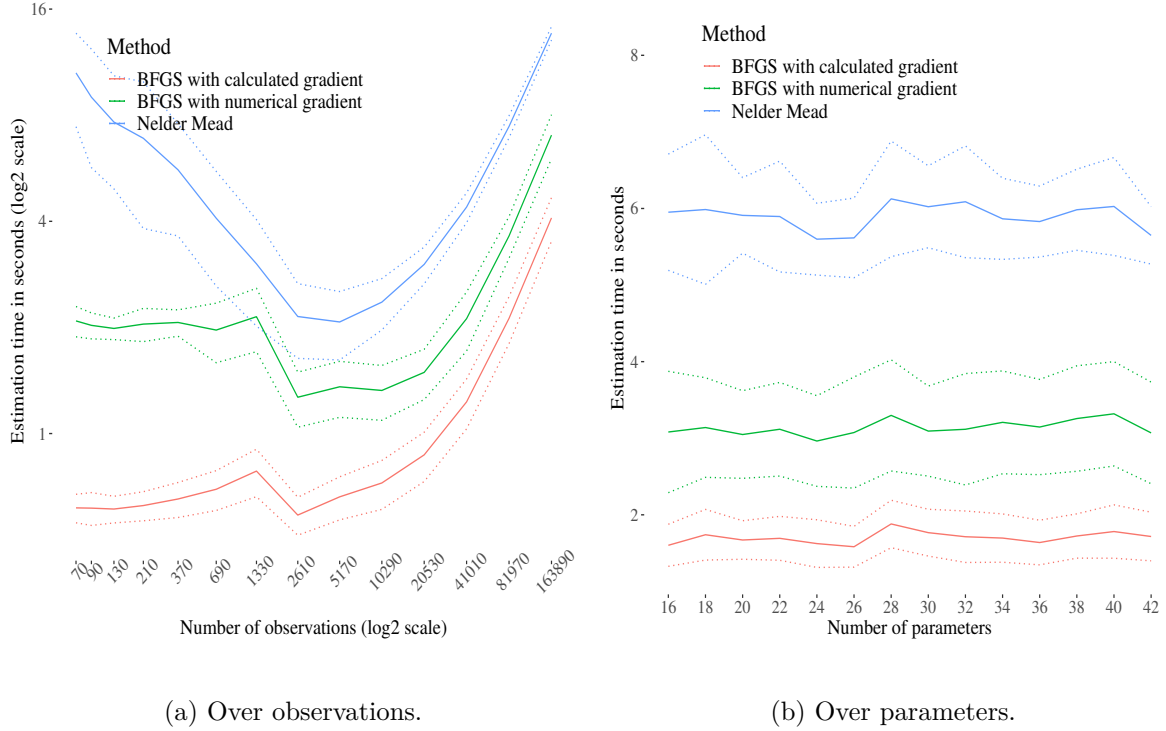 16
4
1
Estimation time in seconds (log2 scale)
Method
BFGS with calculated gradient
BFGS with numerical gradient
Nelder Mead
70 90 130 210 370 690 1330 2610 5170 10290 20530 41010 81970 163890
Number of observations (log2 scale)
(a) Over observations.
8
6
4
2
Estimation time in seconds
Method
BFGS with calculated gradient
BFGS with numerical gradient
Nelder Mead
16 18 20 22 24 26 28 30 32 34 36 38 40 42
Number of parameters
(b) Over parameters.